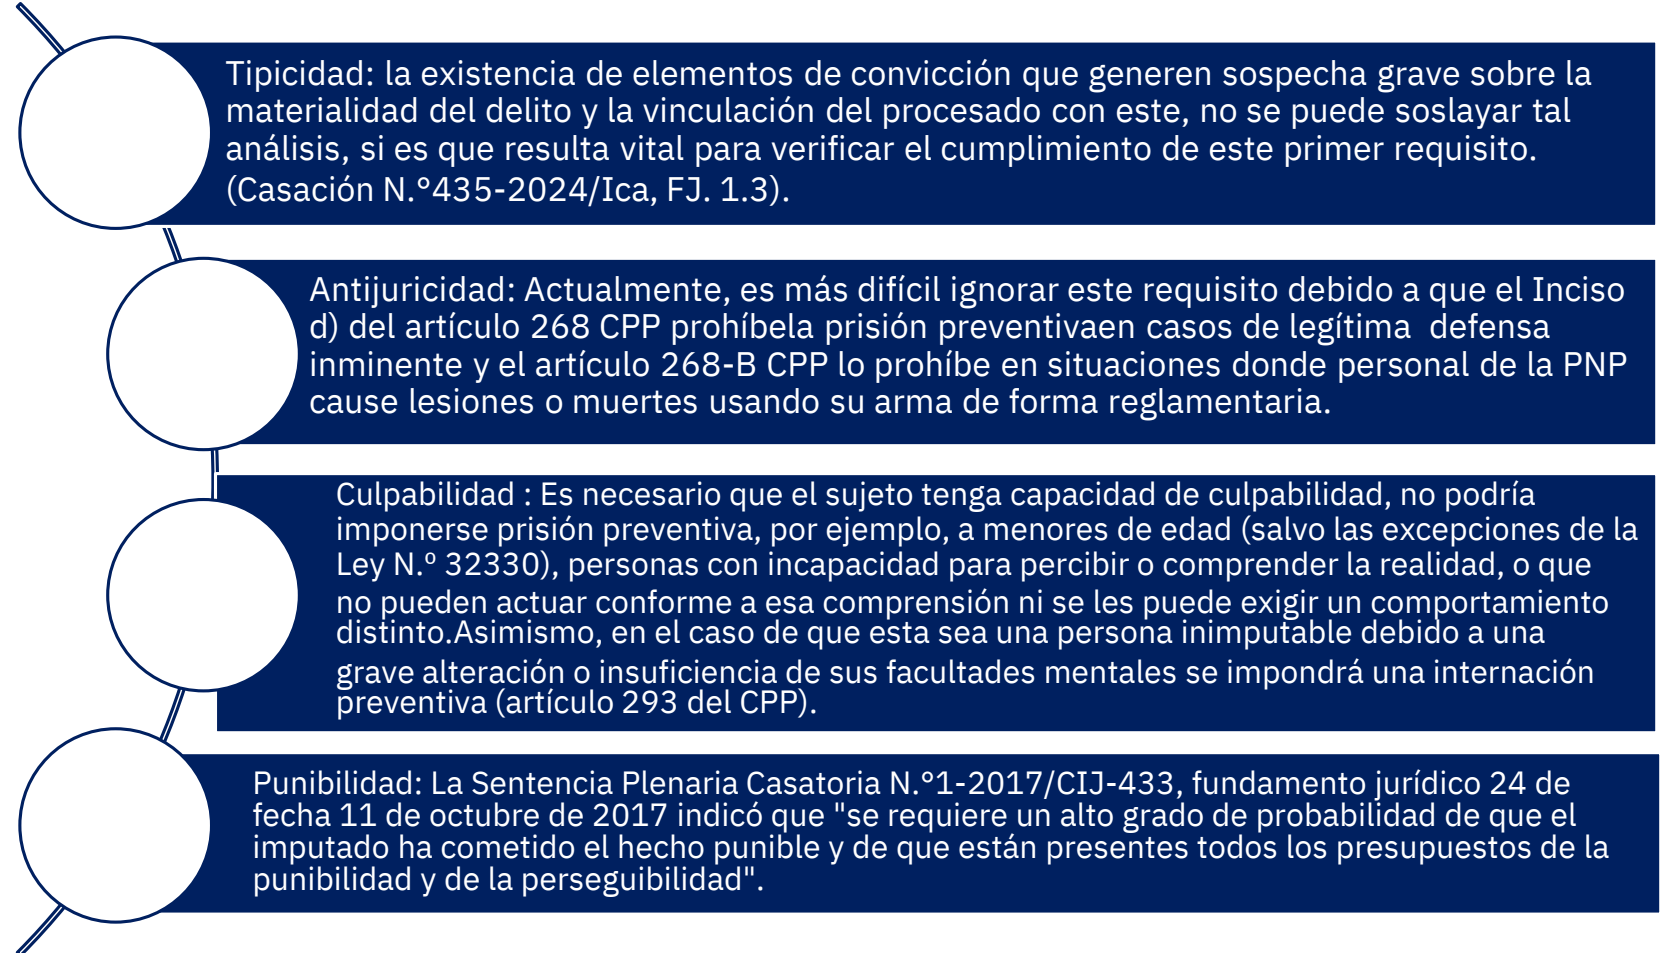 Tipicidad: la existencia de elementos de convicción que generen sospecha grave sobre la
materialidad del delito y la vinculación del procesado con este, no se puede soslayar tal
análisis, si es que resulta vital para verificar el cumplimiento de este primer requisito.
(Casación N.°435-2024/Ica, FJ. 1.3).
Antijuricidad: Actualmente, es más difícil ignorar este requisito debido a que el Inciso
d) del artículo 268 CPP prohíbela prisión preventivaen casos de legítima  defensa
inminente y el artículo 268-B CPP lo prohíbe en situaciones donde personal de la PNP
cause lesiones o muertes usando su arma de forma reglamentaria.
Culpabilidad : Es necesario que el sujeto tenga capacidad de culpabilidad, no podría
imponerse prisión preventiva, por ejemplo, a menores de edad (salvo las excepciones de la
Ley N.º 32330), personas con incapacidad para percibir o comprender la realidad, o que
no pueden actuar conforme a esa comprensión ni se les puede exigir un comportamiento
distinto.Asimismo, en el caso de que esta sea una persona inimputable debido a una
grave alteración o insuficiencia de sus facultades mentales se impondrá una internación
preventiva (artículo 293 del CPP).
Punibilidad: La Sentencia Plenaria Casatoria N.°1-2017/CIJ-433, fundamento jurídico 24 de
fecha 11 de octubre de 2017 indicó que "se requiere un alto grado de probabilidad de que el
imputado ha cometido el hecho punible y de que están presentes todos los presupuestos de la
punibilidad y de la perseguibilidad".